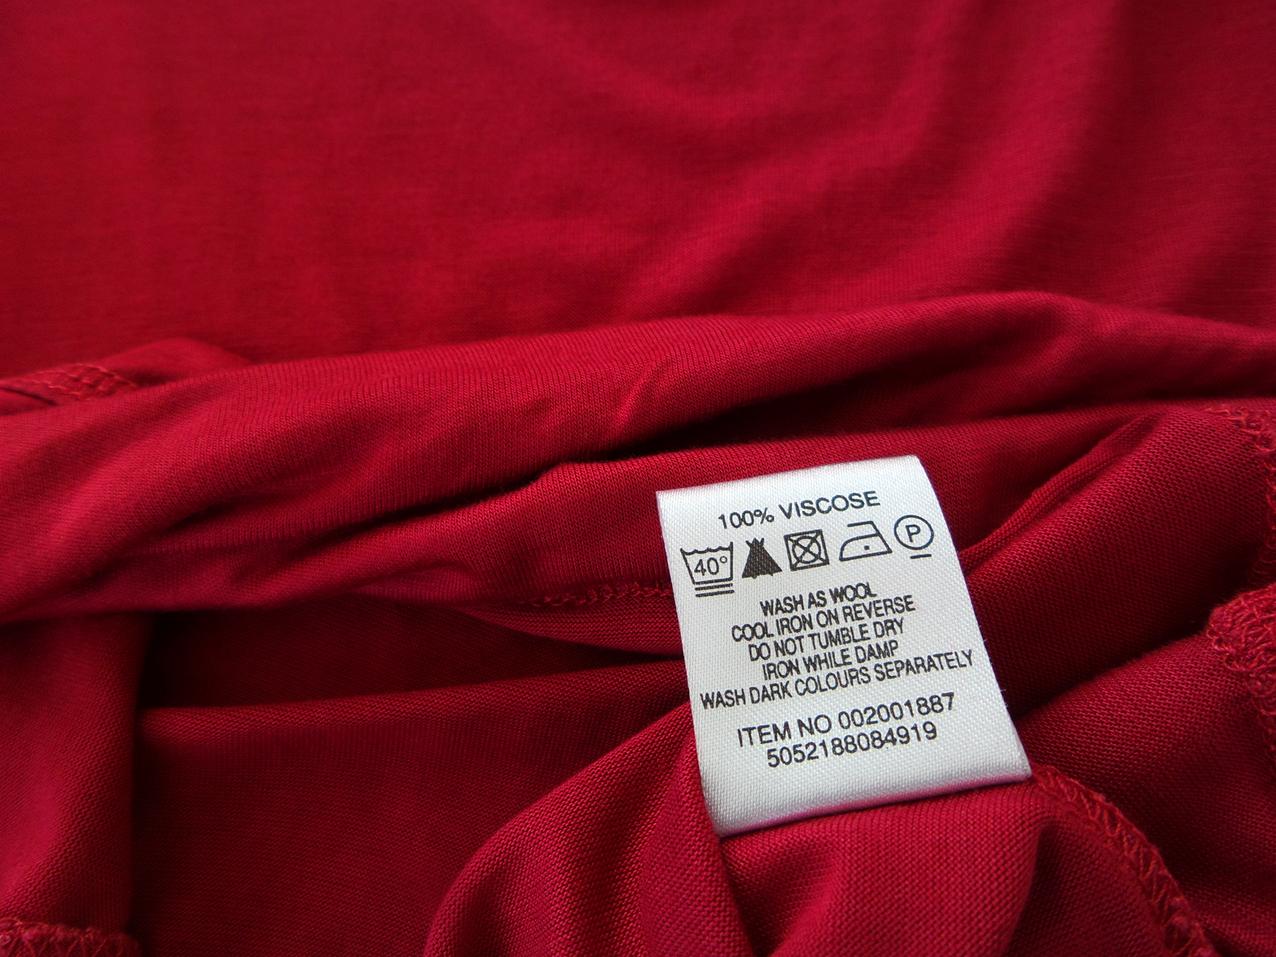 100% VISCOSE
40° P
WASH AS WOOL
COOL IRON ON REVERSE
DO NOT TUMBLE DRY
IRON WHILE DAMP
WASH DARK COLOURS SEPARATELY
ITEM NO 002001887
5052188084919